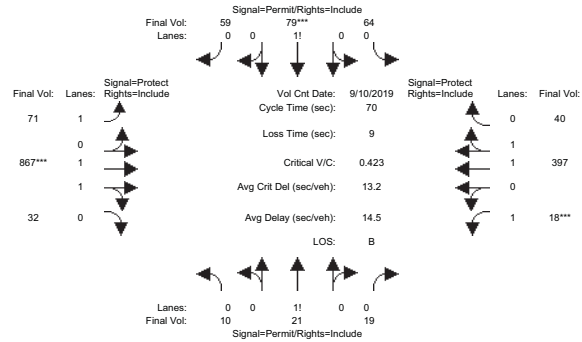 Signal=Permit/Rights=Include
Final Vol: 59 79*** 64
Lanes: 0 0 1! 0 0
Signal=Protect
Final Vol: Lanes: Rights=Include
Vol Cnt Date: 9/10/2019
Signal=Protect
Rights=Include Lanes: Final Vol:
Cycle Time (sec): 70
71 1
0 40
Loss Time (sec): 9
0
1
867*** 1
Critical V/C: 0.423
1 397
1
Avg Crit Del (sec/veh): 13.2
0
32 0
Avg Delay (sec/veh): 14.5
1 18***
LOS: B
Lanes: 0 0 1! 0 0
Final Vol: 10 21 19
Signal=Permit/Rights=Include